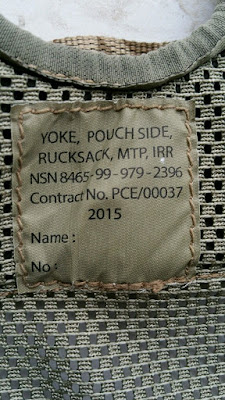 YOKE, POUCH SIDE,
RUCKSACK, MTP, IRR
NSN 8465-99-979-2396
Contract No. PCE/00037
2015
Name :
No :